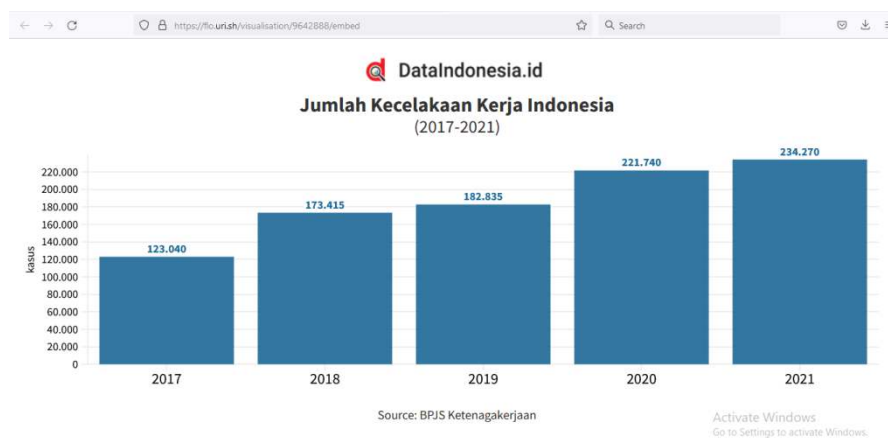 https://flo.uri.sh/visualisation/9642888/embed
Search
DataIndonesia.id
Jumlah Kecelakaan Kerja Indonesia
(2017-2021)
kasus
220.000
200.000
180.000
160.000
140.000
120.000
100.000
80.000
60.000
40.000
20.000
0
123.040
173.415
182.835
221.740
234.270
2017
2018
2019
2020
2021
Source: BPJS Ketenagakerjaan
Activate Windows
Go to Settings to activate Windows.